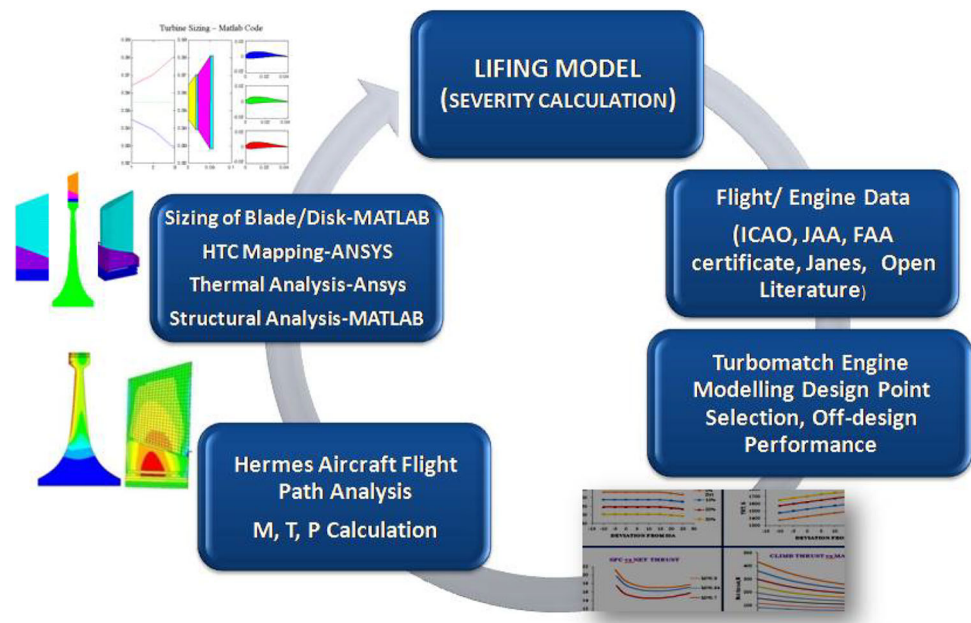 Turbine Sizing – Matlab Code
LIFING MODEL
(SEVERITY CALCULATION)
Flight/ Engine Data
(ICAO, JAA, FAA
certificate, Janes, Open
Literature)
Sizing of Blade/Disk-MATLAB
HTC Mapping-ANSYS
Thermal Analysis-Ansys
Structural Analysis-MATLAB
Turbomatch Engine
Modelling Design Point
Selection, Off-design
Performance
Hermes Aircraft Flight
Path Analysis
M, T, P Calculation
DEVIATION FROM ISA
DEVIATION FRO
SFC vs NET THRUST
CLIMB THRUST vs MA